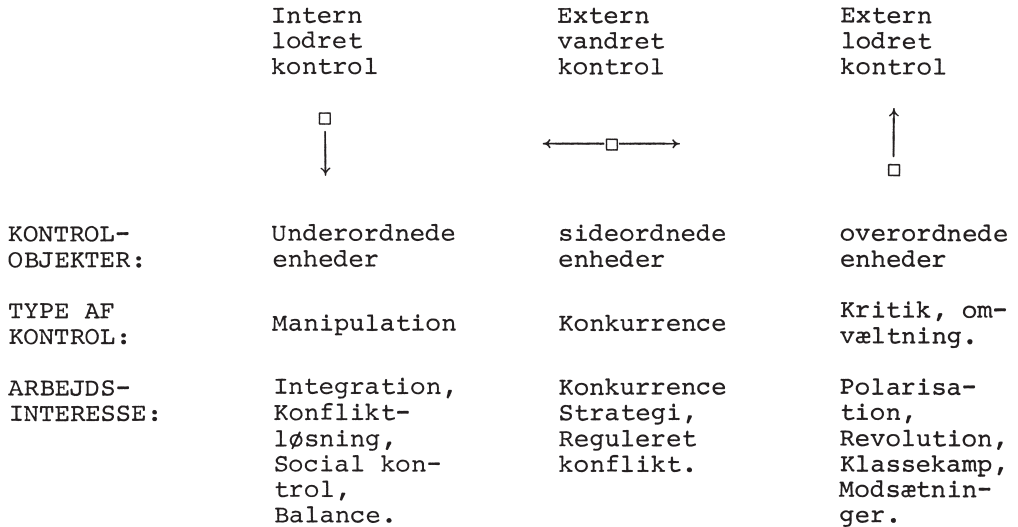 Intern Extern Extern
lodret vandret lodret
kontrol kontrol kontrol
KONTROL- Underordnede sideordnede overordnede
OBJEKTER: enheder enheder enheder
TYPE AF Kritik, om-
KONTROL: Manipulation Konkurrence væltning.
ARBEJDS- Integration, Konkurrence Polarisa-
INTERESSE: Konflikt- Strategi, tion,
løsning, Reguleret Revolution,
Social kon- konflikt. Klassekamp,
trol, Modsætnin-
Balance. ger.